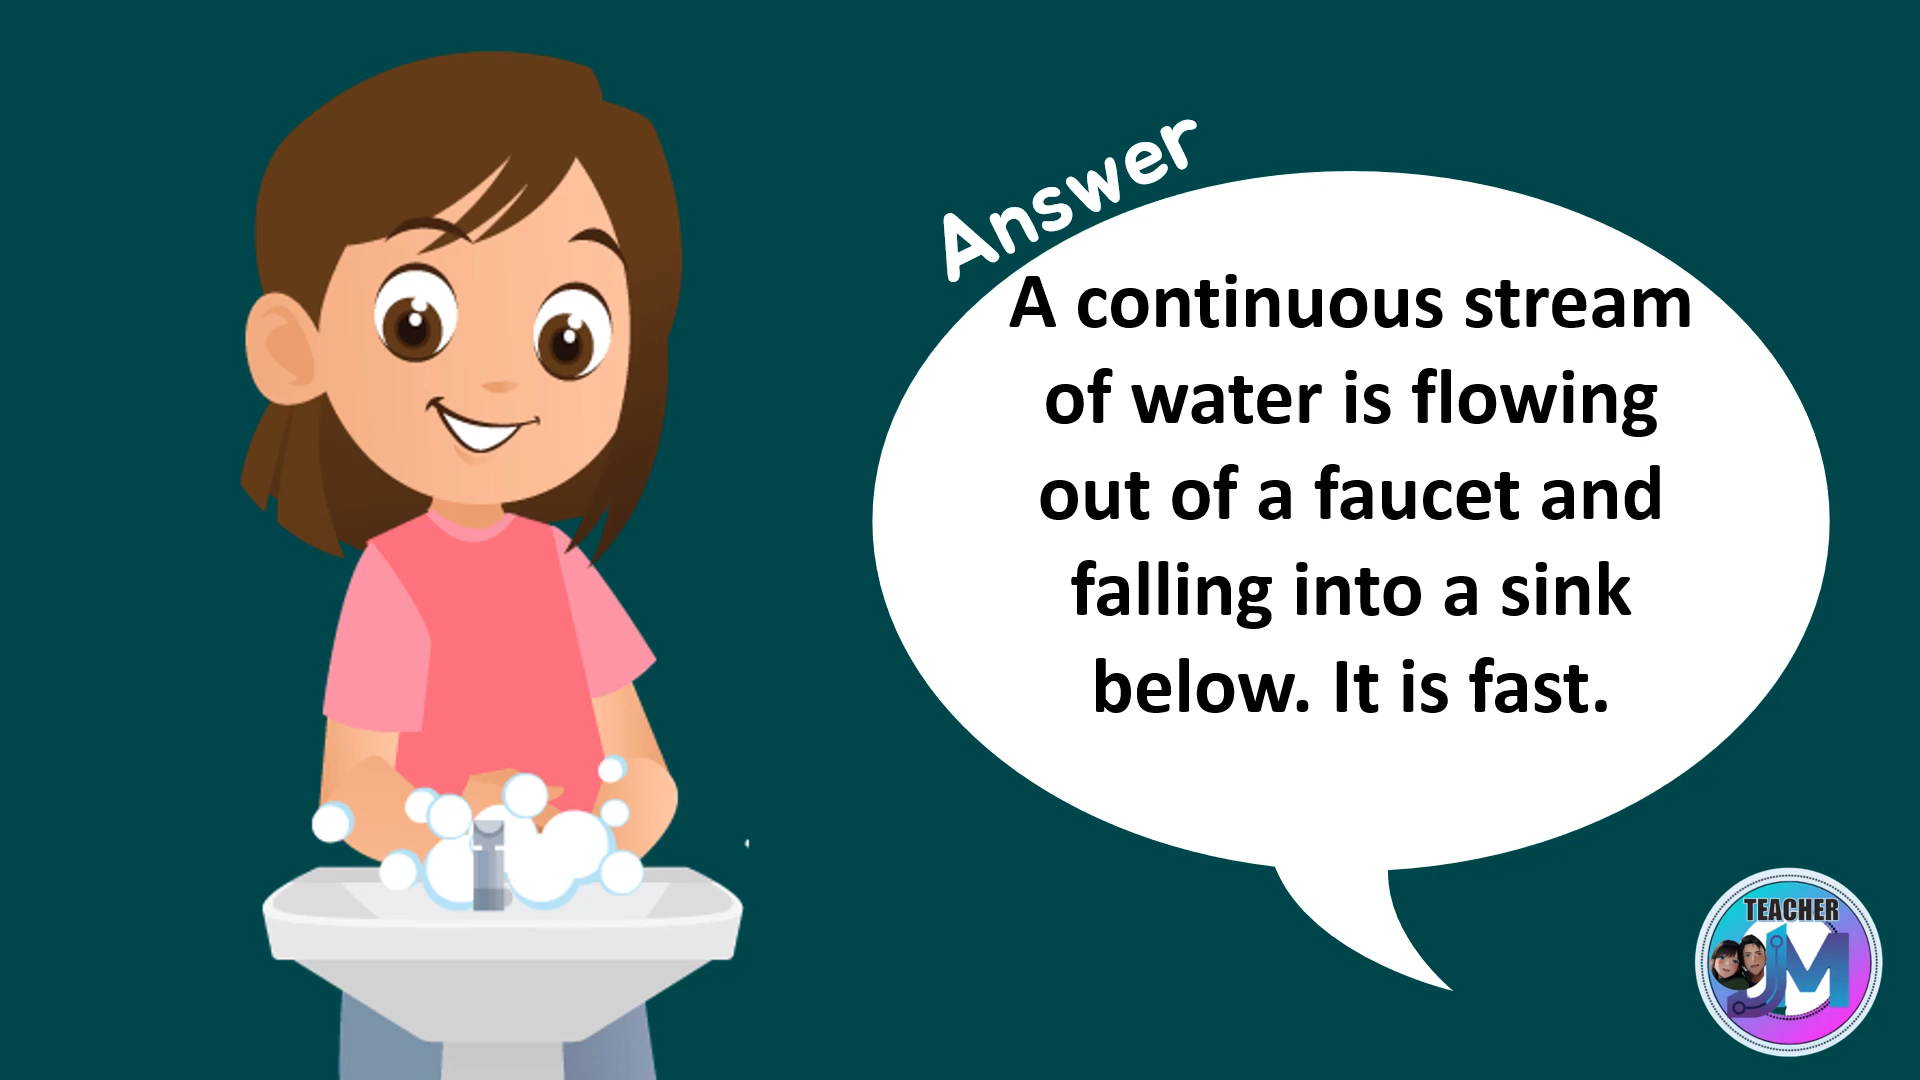 Answer
A continuous stream
of water is flowing
out of a faucet and
falling into a sink
below. It is fast.
TEACHER
JM